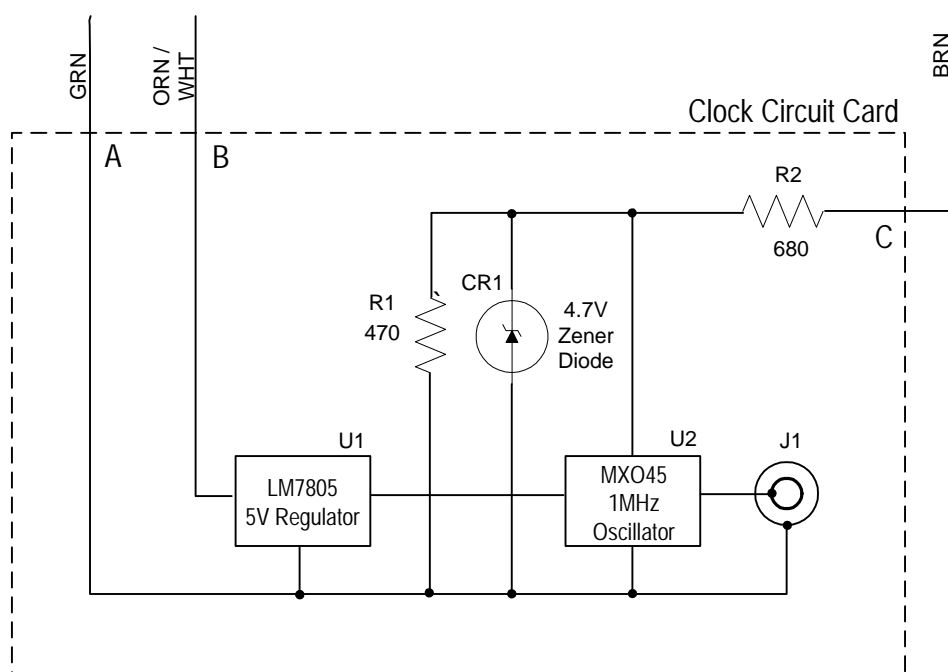 GRN
ORN /
WHT
BRN
Clock Circuit Card
A
B
R2
680
C
CR1
R1
470
4.7V
Zener
Diode
U1
LM7805
5V Regulator
U2
MXO45
1MHz
Oscillator
J1